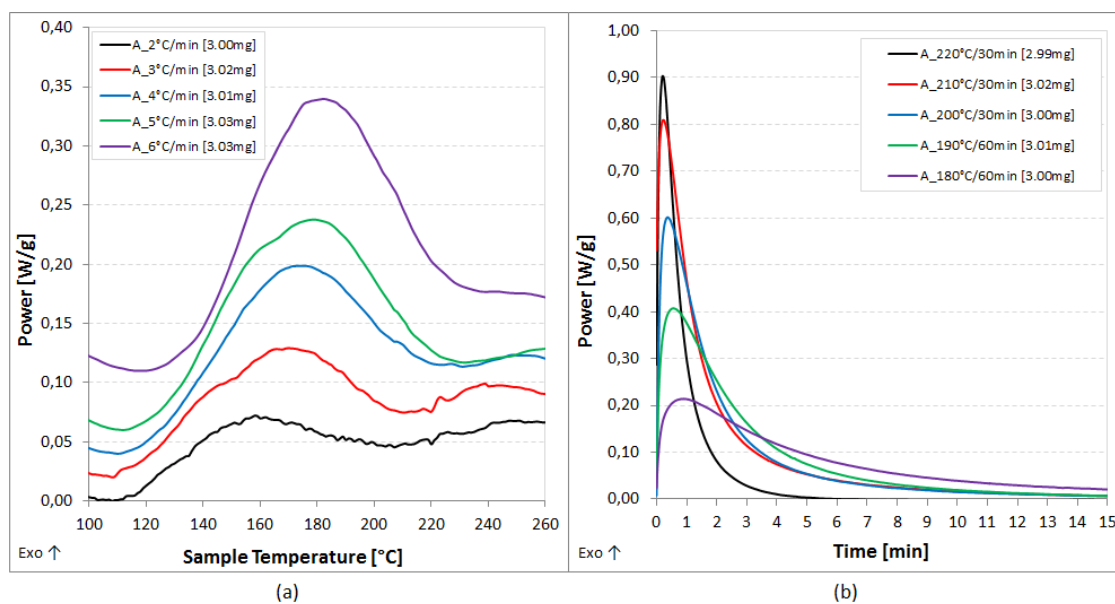 0,40
0,35
0,30
0,25
0,20
0,15
0,10
0,05
0,00
Power [W/g]
A_2°C/min [3.00mg]
A_3°C/min [3.02mg]
A_4°C/min [3.01mg]
A_5°C/min [3.03mg]
A_6°C/min [3.03mg]
100 120 140 160 180 200 220 240 260
Exo ↑
Sample Temperature [°C]
(a)
1,00
0,90
0,80
0,70
0,60
0,50
0,40
0,30
0,20
0,10
0,00
Power [W/g]
A_220°C/30min [2.99mg]
A_210°C/30min [3.02mg]
A_200°C/30min [3.00mg]
A_190°C/60min [3.01mg]
A_180°C/60min [3.00mg]
0 1 2 3 4 5 6 7 8 9 10 11 12 13 14 15
Exo ↑
Time [min]
(b)